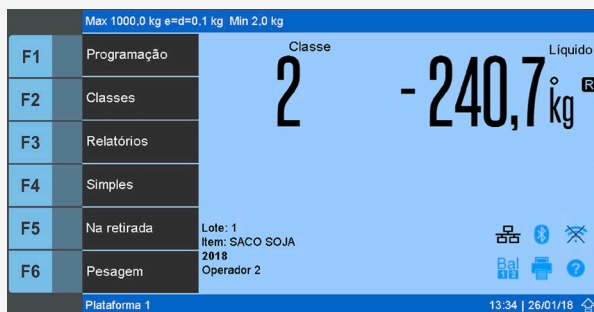 Max 1000,0 kg e=d=0,1 kg Min 2,0 kg
F1 Programação
F2 Classes
F3 Relatórios
F4 Simples
F5 Na retirada
F6 Pesagem
Classe
2
Líquido
-240,7 kg
R
Lote: 1
Item: SACO SOJA
2018
Operador 2
Bal
1 2
?
Plataforma 1
13:34 | 26/01/18